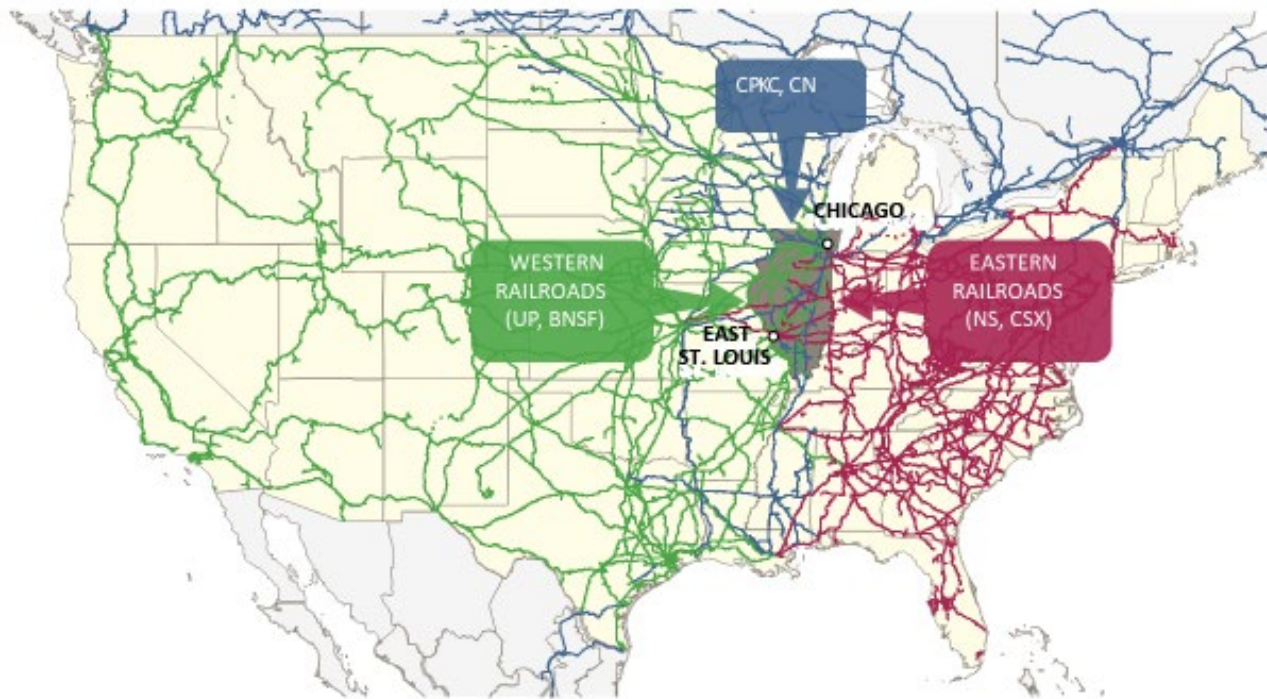 CPKC, CN
CHICAGO
WESTERN
RAILROADS
(UP, BNSF)
EASTERN
RAILROADS
(NS, CSX)
EAST
ST. LOUIS